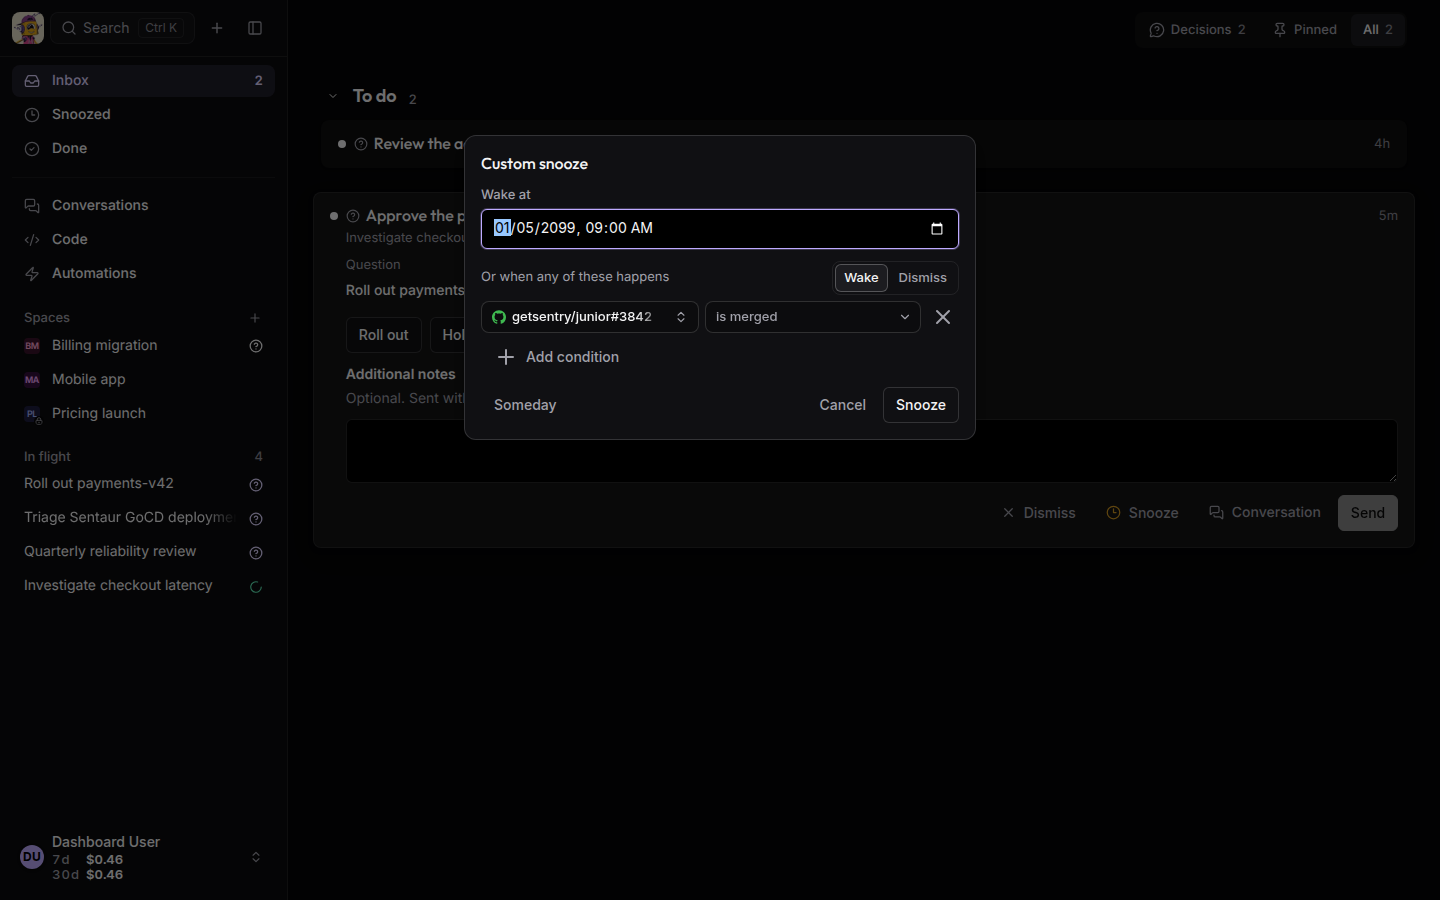 Search Ctrl K
Decisions 2
Pinned
All 2
Inbox 2
Snoozed
Done
Conversations
Code
Automations
Spaces
BM Billing migration
MA Mobile app
PL Pricing launch
In flight 4
Roll out payments-v42
Triage Sentaur GoCD deployme
Quarterly reliability review
Investigate checkout latency
DU Dashboard User
7d $0.46
30d $0.46
To do 2
Review the a
4h
Approve the p
5m
Investigate checkou
Question
Roll out payments
Roll out
Hol
Additional notes
Optional. Sent wit
Dismiss
Snooze
Conversation
Send
Custom snooze
Wake at
01/05/2099, 09:00 AM
Or when any of these happens
Wake
Dismiss
getsentry/junior#3842
is merged
Add condition
Someday
Cancel
Snooze